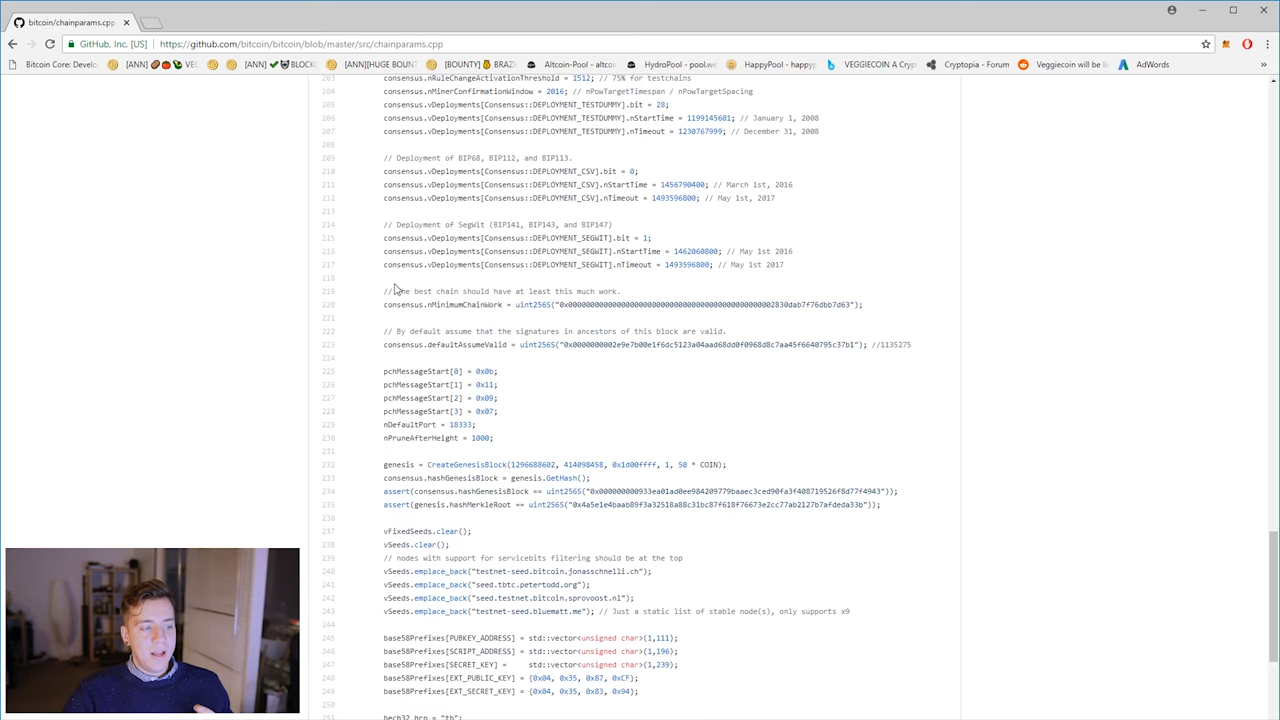 bitcoin/chainparams.cpp
GitHub, Inc. [US] https://github.com/bitcoin/bitcoin/blob/master/src/chainparams.cpp
Bitcoin Core: Develo [ANN] VEG [ANN] BLOCK [ANN][HUGE BOUNT [BOUNTY] BRAZI Altcoin-Pool - altco HydroPool - pool.we HappyPool - happy VEGGIECOIN A Cryp Cryptopia - Forum Veggiecoin will be li AdWords »
203 consensus.nRuleChangeActivationThreshold = 1512; // 75% for testchains
204 consensus.nMinerConfirmationWindow = 2016; // nPowTargetTimespan / nPowTargetSpacing
205 consensus.vDeployments[Consensus::DEPLOYMENT_TESTDUMMY].bit = 28;
206 consensus.vDeployments[Consensus::DEPLOYMENT_TESTDUMMY].nStartTime = 1199145601; // January 1, 2008
207 consensus.vDeployments[Consensus::DEPLOYMENT_TESTDUMMY].nTimeout = 1230767999; // December 31, 2008
208
209 // Deployment of BIP68, BIP112, and BIP113.
210 consensus.vDeployments[Consensus::DEPLOYMENT_CSV].bit = 0;
211 consensus.vDeployments[Consensus::DEPLOYMENT_CSV].nStartTime = 1456790400; // March 1st, 2016
212 consensus.vDeployments[Consensus::DEPLOYMENT_CSV].nTimeout = 1493596800; // May 1st, 2017
213
214 // Deployment of SegWit (BIP141, BIP143, and BIP147)
215 consensus.vDeployments[Consensus::DEPLOYMENT_SEGWIT].bit = 1;
216 consensus.vDeployments[Consensus::DEPLOYMENT_SEGWIT].nStartTime = 1462060800; // May 1st 2016
217 consensus.vDeployments[Consensus::DEPLOYMENT_SEGWIT].nTimeout = 1493596800; // May 1st 2017
218
219 // The best chain should have at least this much work.
220 consensus.nMinimumChainWork = uint256S("0x0000000000000000000000000000000000000000000000002830dab7f76dbb7d63");
221
222 // By default assume that the signatures in ancestors of this block are valid.
223 consensus.defaultAssumeValid = uint256S("0x0000000002e9e7b00e1f6dc5123a04aad68dd0f0968d8c7aa45f6640795c37b1"); //1135275
224
225 pchMessageStart[0] = 0x0b;
226 pchMessageStart[1] = 0x11;
227 pchMessageStart[2] = 0x09;
228 pchMessageStart[3] = 0x07;
229 nDefaultPort = 18333;
230 nPruneAfterHeight = 1000;
231
232 genesis = CreateGenesisBlock(1296688602, 414098458, 0x1d00ffff, 1, 50 * COIN);
233 consensus.hashGenesisBlock = genesis.GetHash();
234 assert(consensus.hashGenesisBlock == uint256S("0x000000000933ea01ad0ee984209779baaec3ced90fa3f408719526f8d77f4943"));
235 assert(genesis.hashMerkleRoot == uint256S("0x4a5e1e4baab89f3a32518a88c31bc87f618f76673e2cc77ab2127b7afdeda33b"));
236
237 vFixedSeeds.clear();
238 vSeeds.clear();
239 // nodes with support for servicebits filtering should be at the top
240 vSeeds.emplace_back("testnet-seed.bitcoin.jonasschnelli.ch");
241 vSeeds.emplace_back("seed.tbtc.petertodd.org");
242 vSeeds.emplace_back("seed.testnet.bitcoin.sprovoost.nl");
243 vSeeds.emplace_back("testnet-seed.bluematt.me"); // Just a static list of stable node(s), only supports x9
244
245 base58Prefixes[PUBKEY_ADDRESS] = std::vector<unsigned char>(1,111);
246 base58Prefixes[SCRIPT_ADDRESS] = std::vector<unsigned char>(1,196);
247 base58Prefixes[SECRET_KEY] = std::vector<unsigned char>(1,239);
248 base58Prefixes[EXT_PUBLIC_KEY] = {0x04, 0x35, 0x87, 0xCF};
249 base58Prefixes[EXT_SECRET_KEY] = {0x04, 0x35, 0x83, 0x94};
250
251 bech32_hrp = "tb";